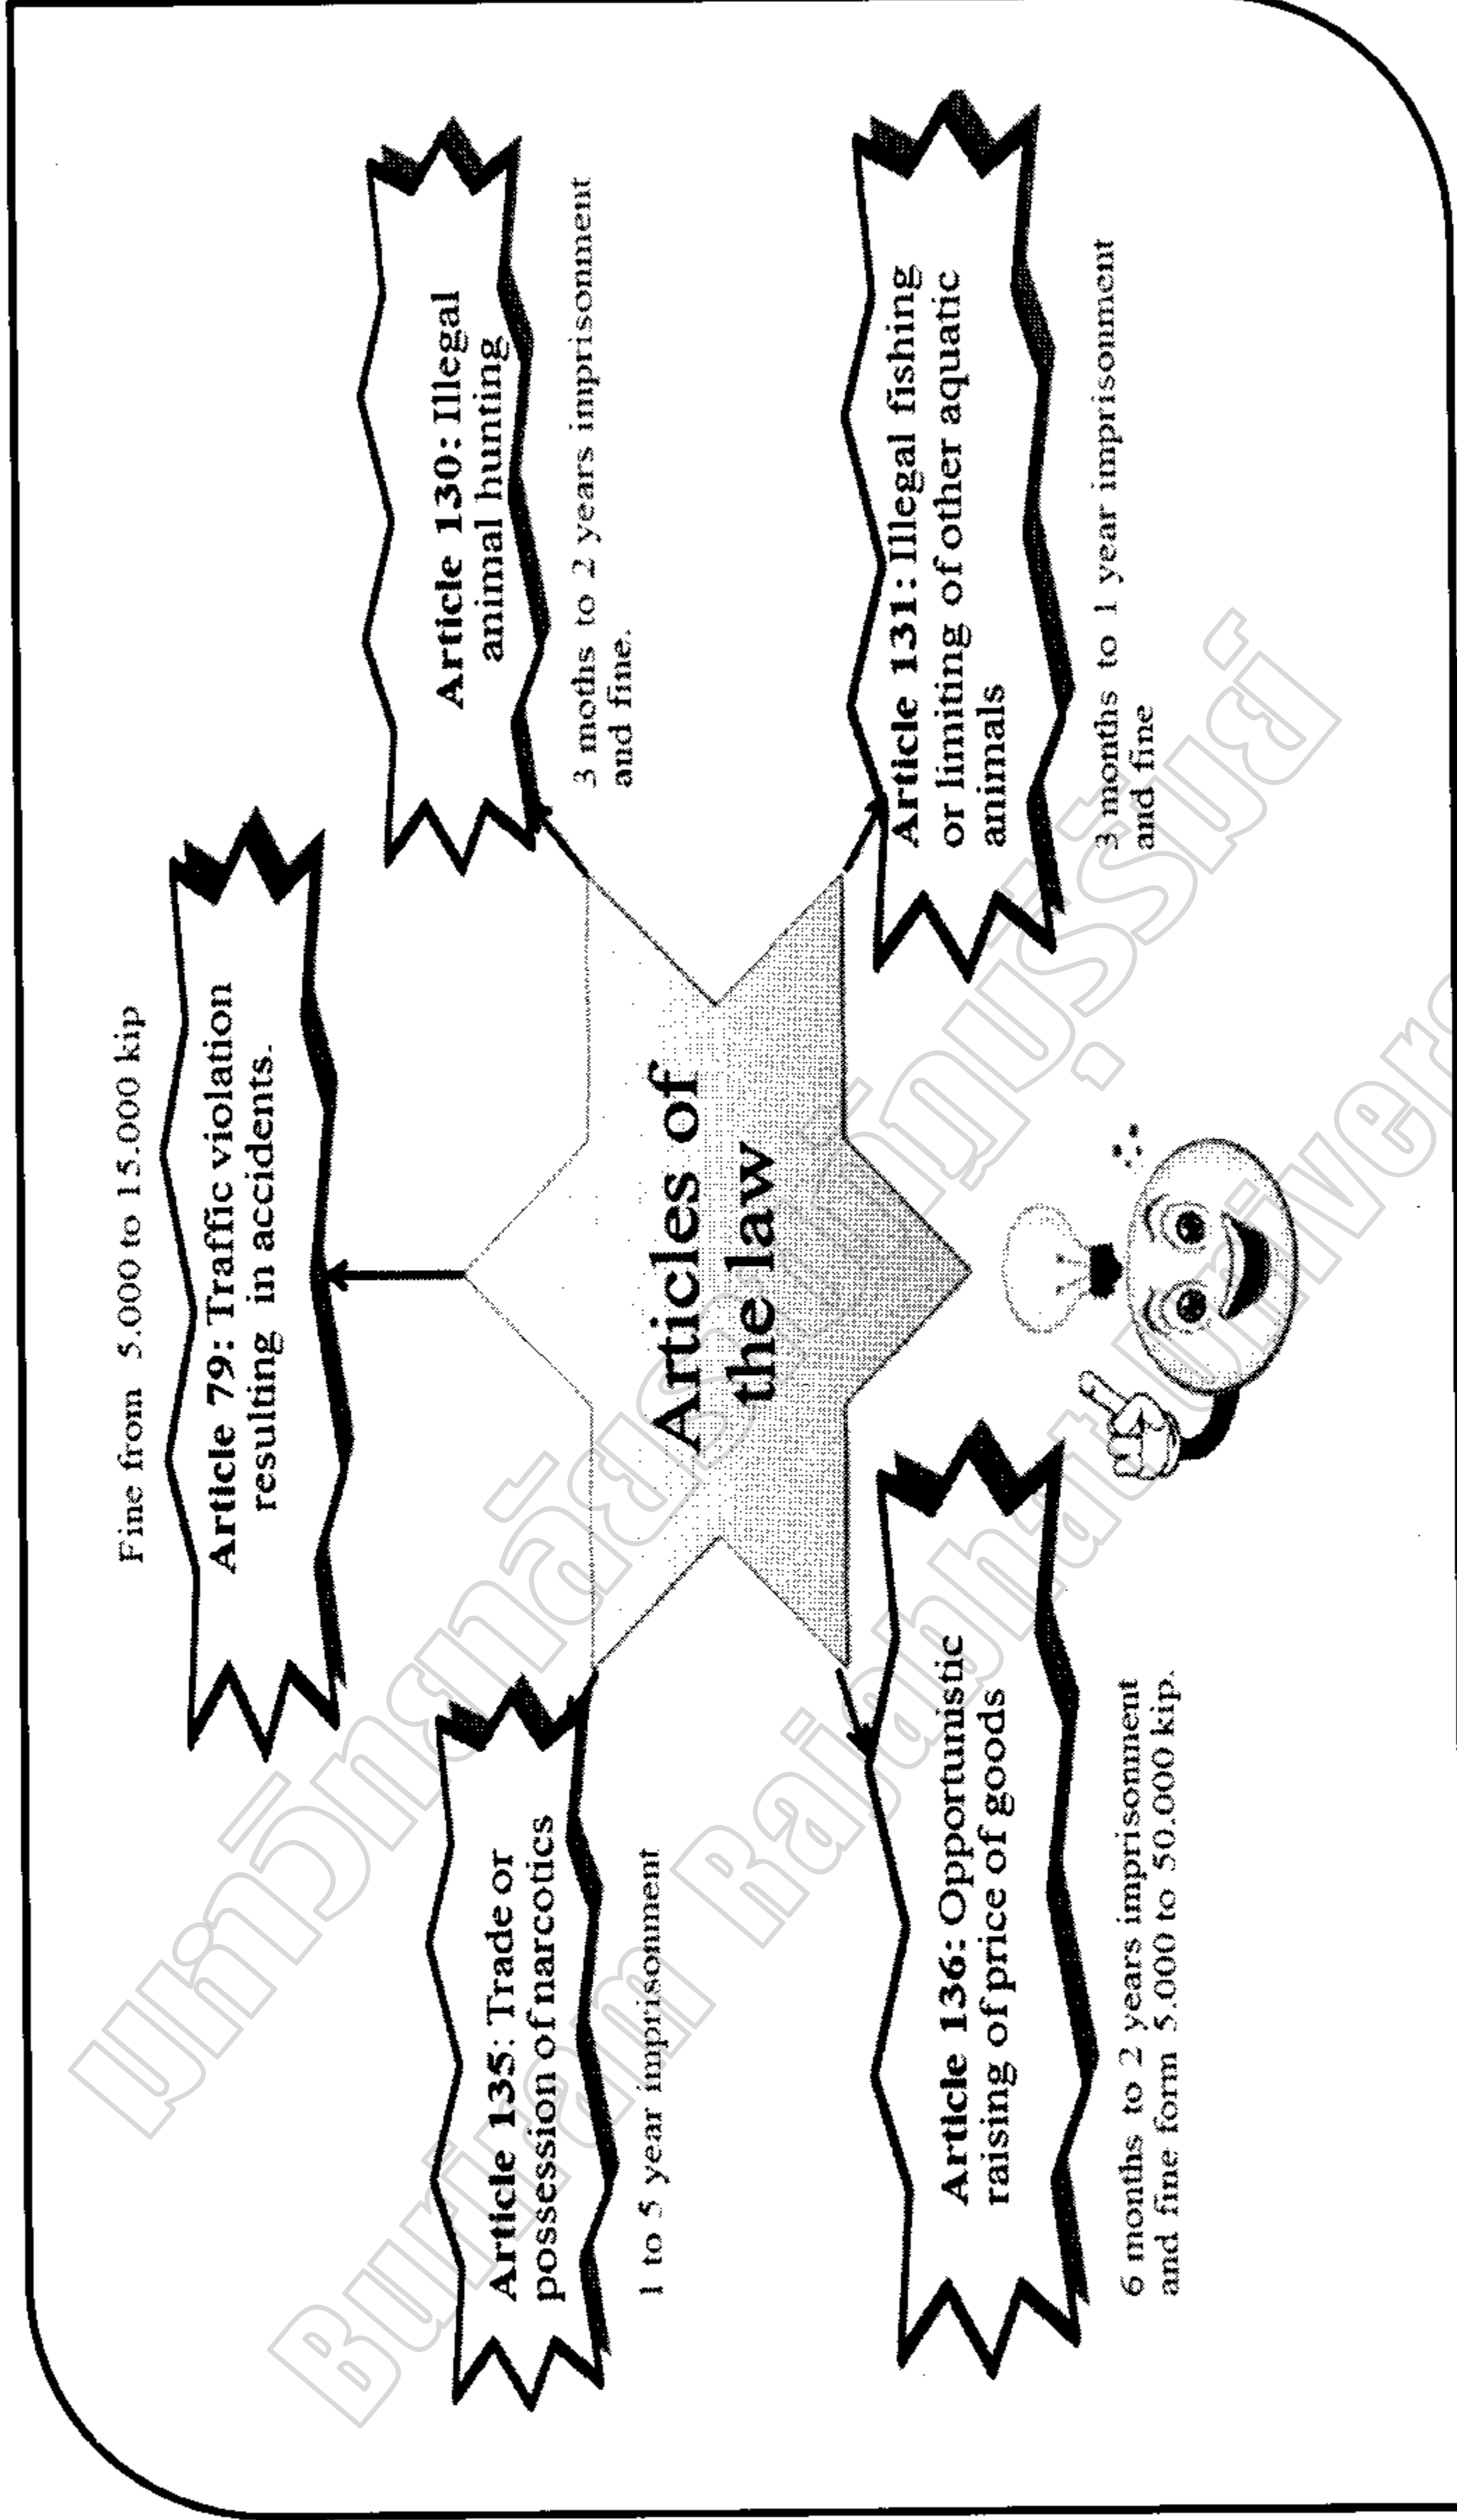 Fine from 5.000 to 15.000 kip
Article 79: Traffic violation
resulting in accidents.
Article 135: Trade or
possession of narcotics
1 to 5 year imprisonment
Article 130: Illegal
animal hunting
3 moths to 2 years imprisonment
and fine.
Articles of
the law
Article 136: Opportunistic
raising of price of goods
6 months to 2 years imprisonment
and fine form 5.000 to 50.000 kip.
Article 131: Illegal fishing
or limiting of other aquatic
animals
3 months to 1 year imprisonment
and fine
Buriram Rajabhat Univer